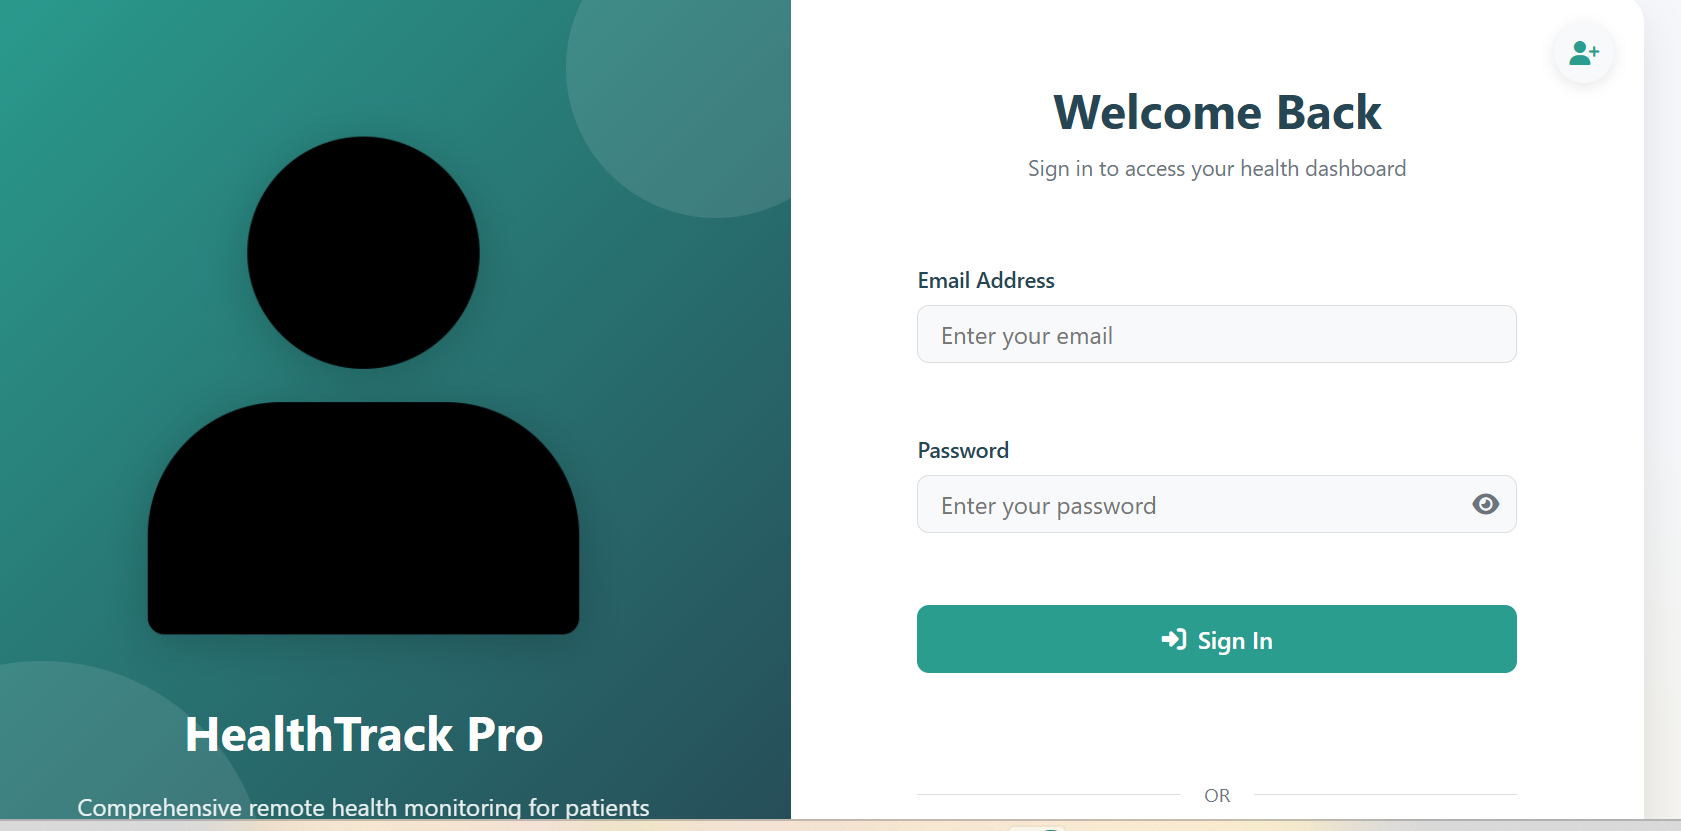 HealthTrack Pro
Comprehensive remote health monitoring for patients
Welcome Back
Sign in to access your health dashboard
Email Address
Enter your email
Password
Enter your password
Sign In
OR